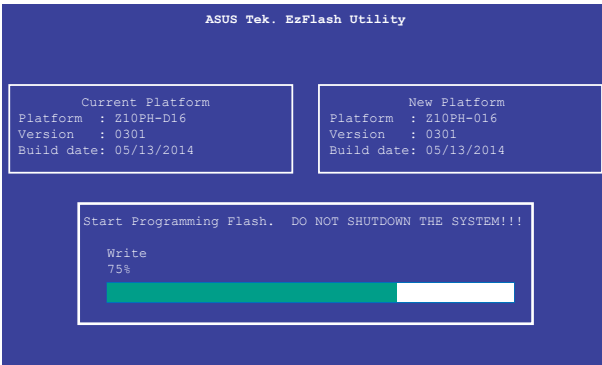 ASUS Tek. EzFlash Utility
Current Platform
Platform : Z10PH-D16
Version : 0301
Build date: 05/13/2014
New Platform
Platform : Z10PH-016
Version : 0301
Build date: 05/13/2014
Start Programming Flash. DO NOT SHUTDOWN THE SYSTEM!!!
Write
75%